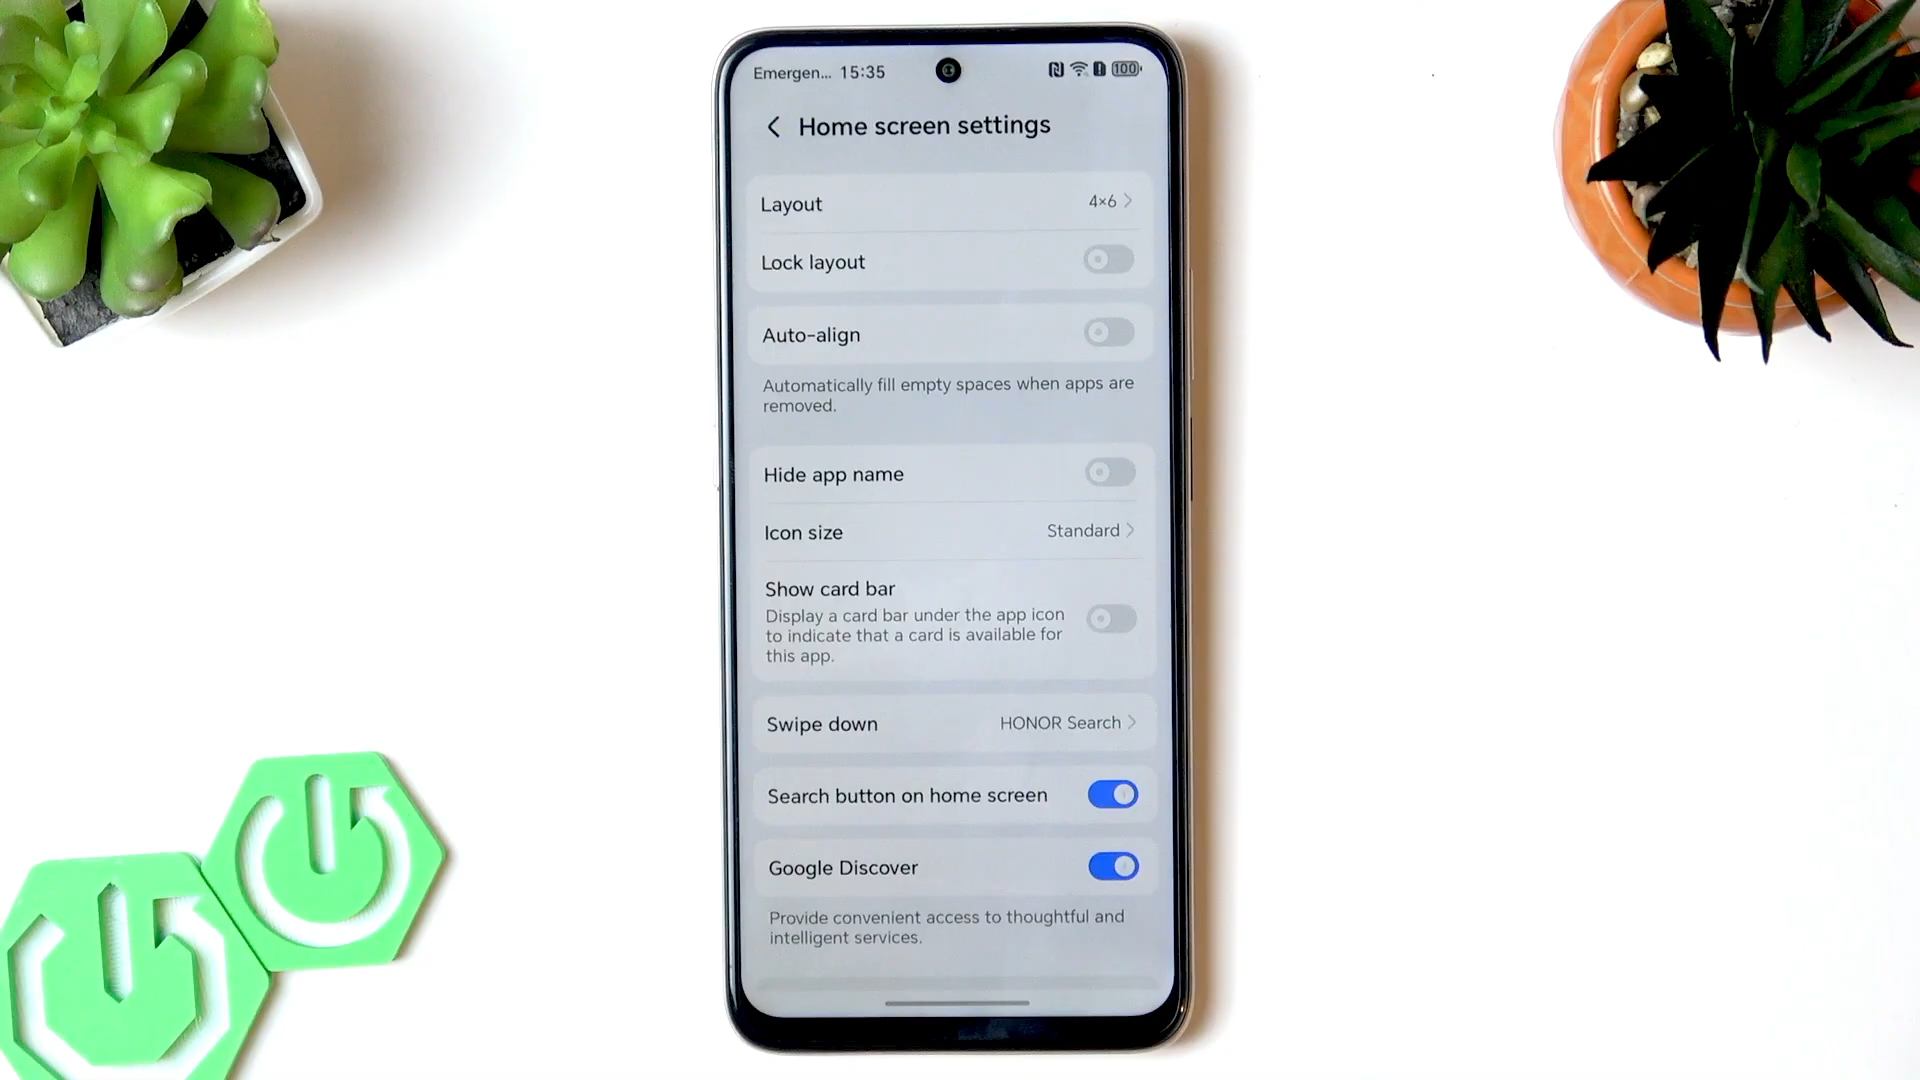 Emergen... 15:35 100
Home screen settings
Layout 4×6
Lock layout
Auto-align
Automatically fill empty spaces when apps are
removed.
Hide app name
Icon size Standard
Show card bar
Display a card bar under the app icon
to indicate that a card is available for
this app.
Swipe down HONOR Search
Search button on home screen
Google Discover
Provide convenient access to thoughtful and
intelligent services.